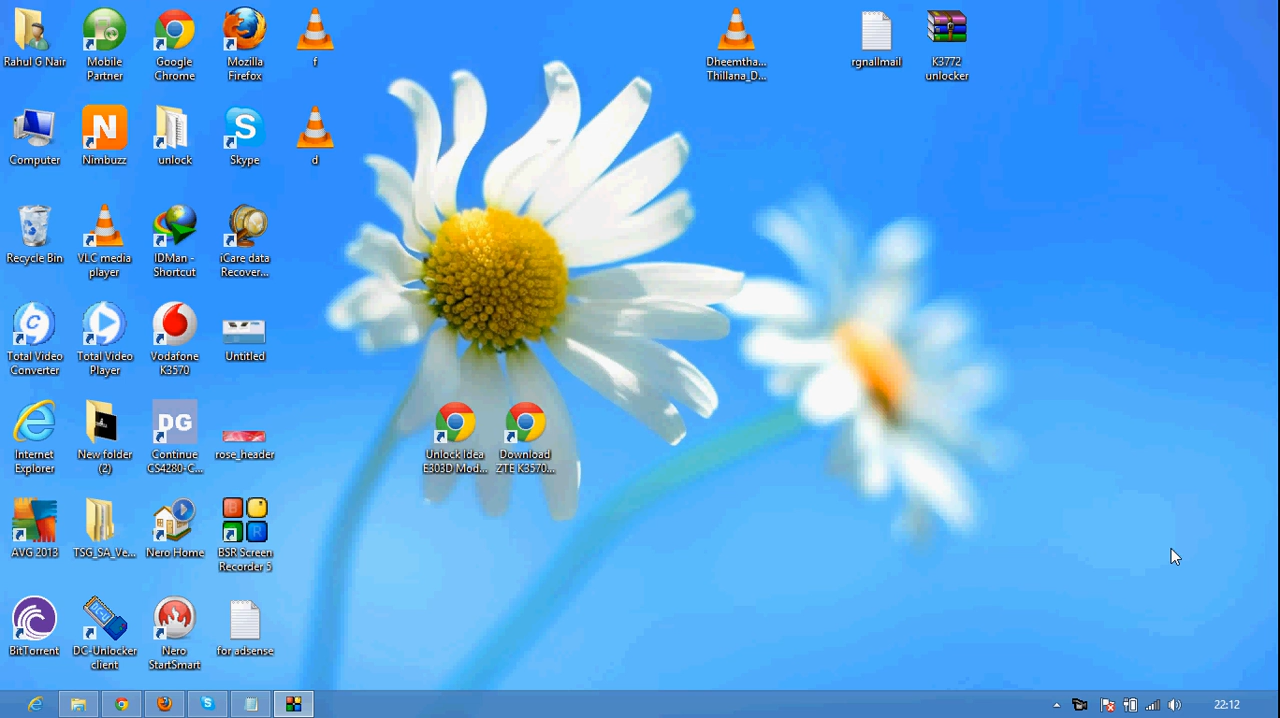 Rahul G Nair
Mobile
Partner
Google
Chrome
Mozilla
Firefox
f
Dheemtha...
Thillana_D...
rgnallmail
K3772
unlocker
Computer
Nimbuzz
unlock
Skype
d
Recycle Bin
VLC media
player
IDMan -
Shortcut
iCare data
Recover...
Total Video
Converter
Total Video
Player
Vodafone
K3570
Untitled
Internet
Explorer
New folder
(2)
DG
Continue
CS4280-C...
rose_header
Unlock Idea
E303D Mod...
Download
ZTE K3570...
AVG 2013
TSG_SA_Ve...
Nero Home
BSR Screen
Recorder 5
BitTorrent
DC-Unlocker
client
Nero
StartSmart
for adsense
22:12